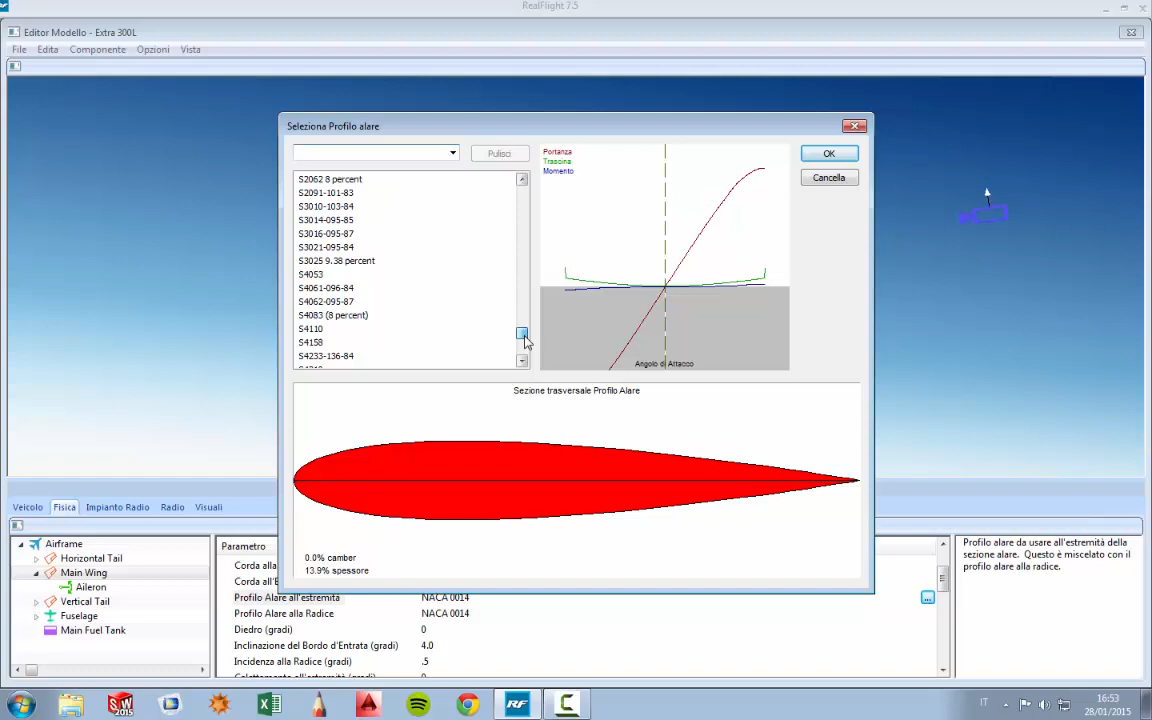 RealFlight 7.5
Editor Modello - Extra 300L
File Edita Componente Opzioni Vista
Seleziona Profilo alare
Pulisci
OK
Cancella
S2062 8 percent
S2091-101-83
S3010-103-84
S3014-095-85
S3016-095-87
S3021-095-84
S3025 9.38 percent
S4053
S4061-096-84
S4062-095-87
S4083 (8 percent)
S4110
S4158
S4233-136-84
Portanza
Trascina
Momento
Angolo di Attacco
Sezione trasversale Profilo Alare
0.0% camber
13.9% spessore
Veicolo Fisica Impianto Radio Radio Visuali
Airframe
Horizontal Tail
Main Wing
Aileron
Vertical Tail
Fuselage
Main Fuel Tank
Parametro
Corda alla
Corda all'E
Profilo Alare all'estremità NACA 0014
Profilo Alare alla Radice NACA 0014
Diedro (gradi) 0
Inclinazione del Bordo d'Entrata (gradi) 4.0
Incidenza alla Radice (gradi) .5
Profilo alare da usare all'estremità della
sezione alare. Questo è miscelato con il
profilo alare alla radice.
SW
2015
RF
IT
16:53
28/01/2015